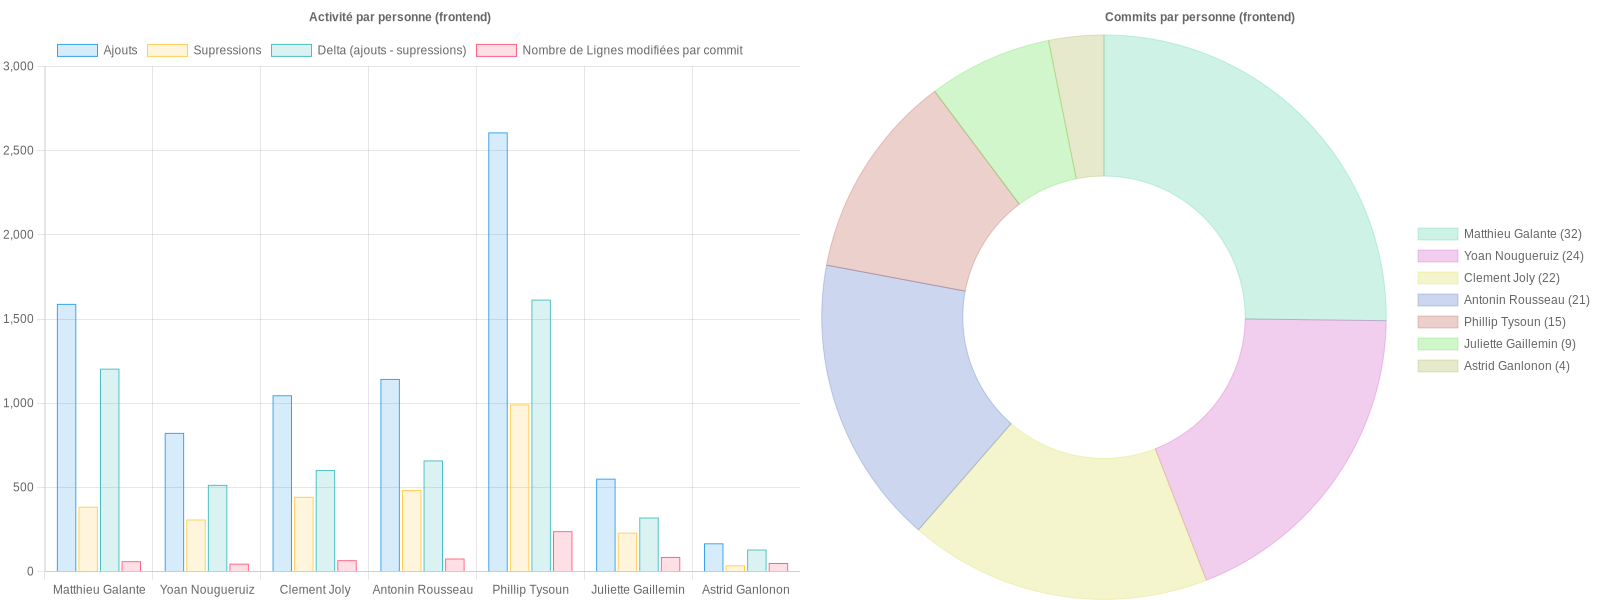 Activité par personne (frontend)
Ajouts
Supressions
Delta (ajouts - supressions)
Nombre de Lignes modifiées par commit
3,000
2,500
2,000
1,500
1,000
500
0
Matthieu Galante
Yoan Nougueruiz
Clement Joly
Antonin Rousseau
Phillip Tysoun
Juliette Gaillemin
Astrid Ganlonon
Commits par personne (frontend)
Matthieu Galante (32)
Yoan Nougueruiz (24)
Clement Joly (22)
Antonin Rousseau (21)
Phillip Tysoun (15)
Juliette Gaillemin (9)
Astrid Ganlonon (4)